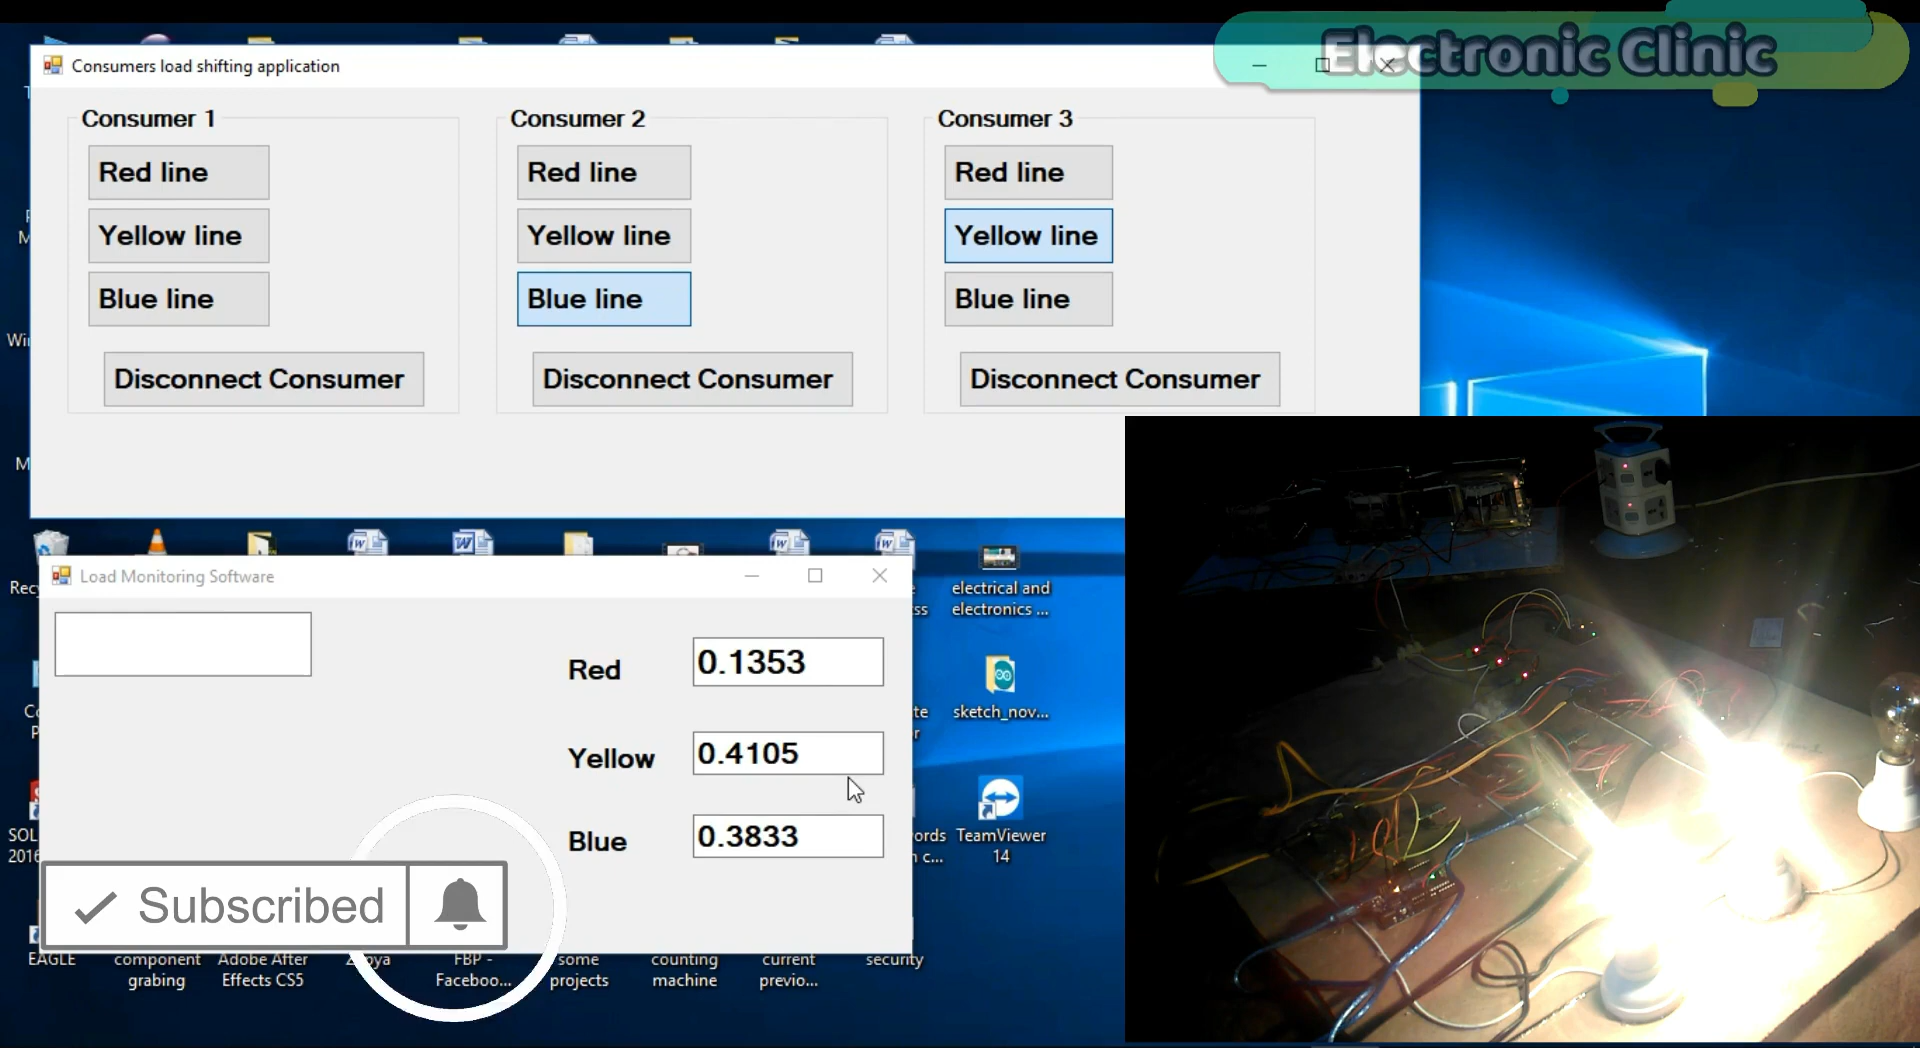 Electronic Clinic
Consumers load shifting application
Consumer 1
Red line
Yellow line
Blue line
Disconnect Consumer
Consumer 2
Red line
Yellow line
Blue line
Disconnect Consumer
Consumer 3
Red line
Yellow line
Blue line
Disconnect Consumer
Load Monitoring Software
Red
0.1353
Yellow
0.4105
Blue
0.3833
Subscribed
electrical and
electronics ...
sketch_nov...
TeamViewer
14
EAGLE
component
grabing
Adobe After
Effects CS5
FBP -
Faceboo...
some
projects
counting
machine
current
previo...
security